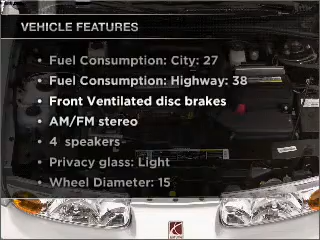 VEHICLE FEATURES
• Fuel Consumption: City: 27
• Fuel Consumption: Highway: 38
• Front Ventilated disc brakes
• AM/FM stereo
• 4 speakers
• Privacy glass: Light
• Wheel Diameter: 15